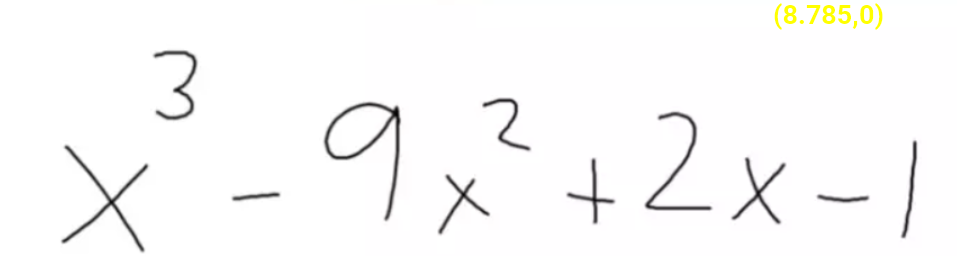 (8.785,0)
x³ - 9x² + 2x - 1